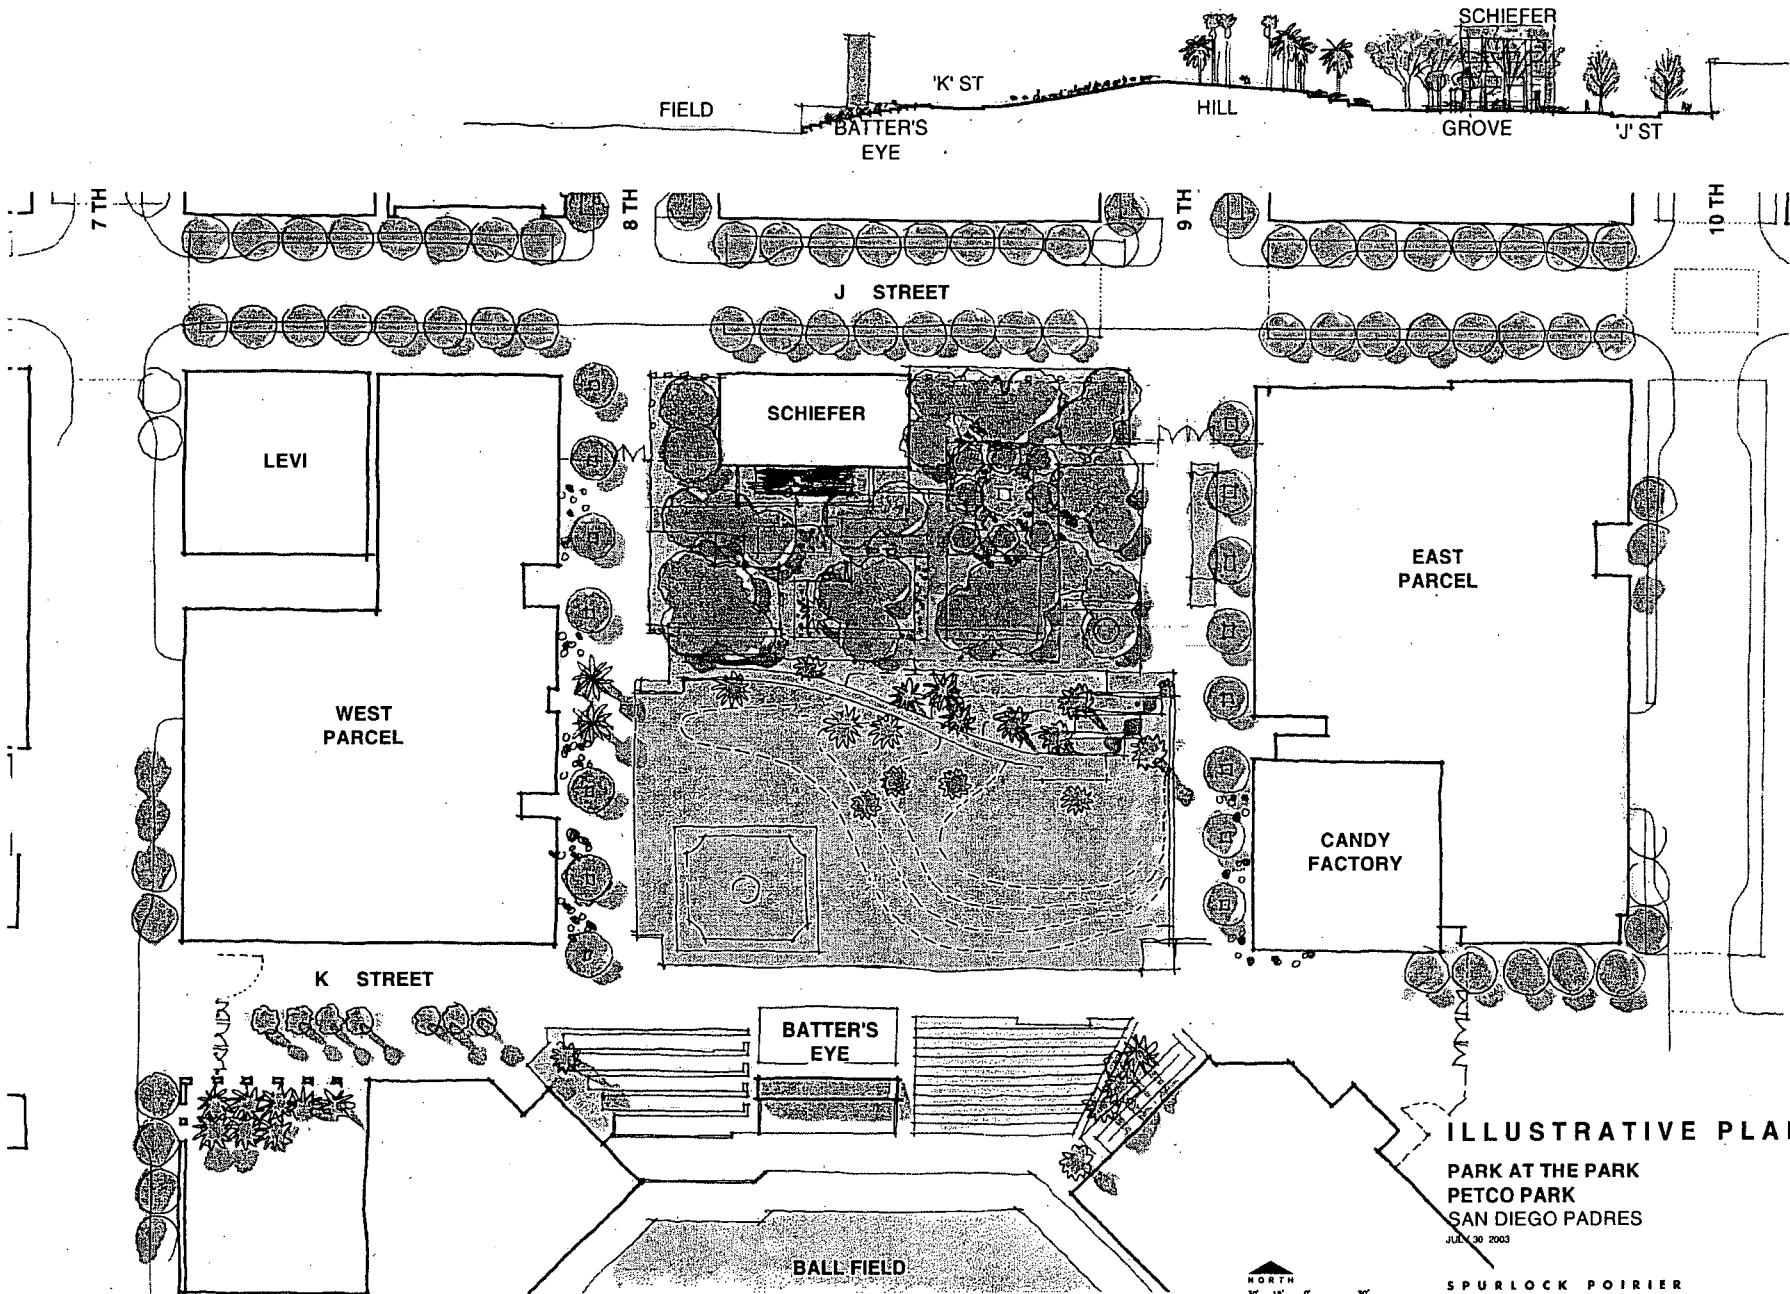 SCHIEFER
'K' ST
FIELD
BATTER'S
EYE
HILL
GROVE
'J' ST
7 TH
8 TH
9 TH
10 TH
J STREET
SCHIEFER
LEVI
EAST
PARCEL
WEST
PARCEL
CANDY
FACTORY
K STREET
BATTER'S
EYE
ILLUSTRATIVE PLA
PARK AT THE PARK
PETCO PARK
SAN DIEGO PADRES
JULY 30 2003
BALL FIELD
NORTH
SPURLOCK POIRIER